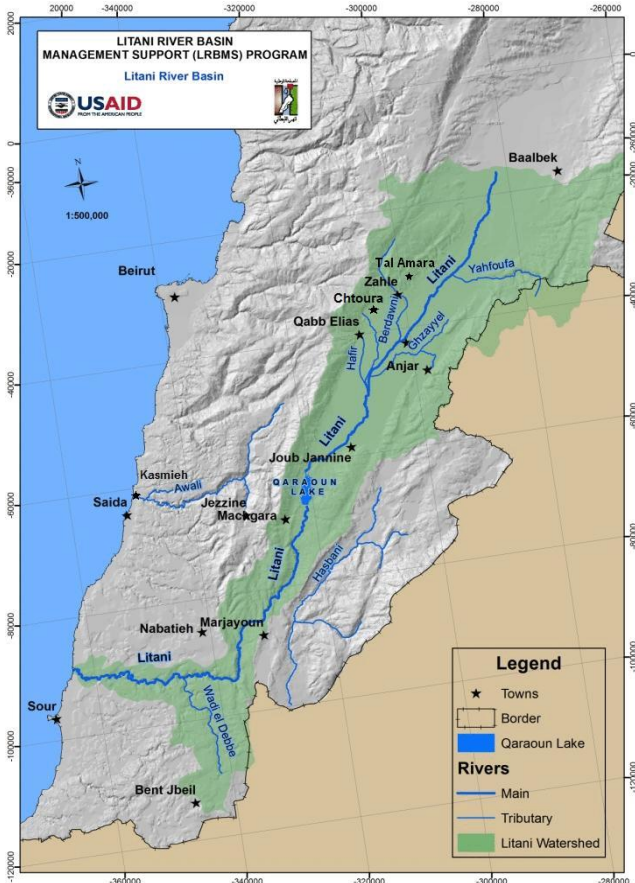 LITANI RIVER BASIN
MANAGEMENT SUPPORT (LRBMS) PROGRAM
Litani River Basin
USAID
FROM THE AMERICAN PEOPLE
N
1:500,000
20000
-320000
-300000
-280000
-260000
0
-20000
-40000
-60000
-80000
-100000
-120000
-360000
-340000
-320000
-300000
-280000
Baalbek
Tal Amara
Litani
Yahfoufa
Zahle
Beirut
Chtoura
Berdawni
Qabb Elias
Ghzayyel
Hafir
Anjar
Litani
Joub Jannine
Kasmieh
QARAOUN
LAKE
Awali
Jezzine
Saida
Machgara
Litani
Hasbani
Nabatieh
Marjayoun
Litani
Wadi el Debbe
Sour
Bent Jbeil
Legend
Towns
Border
Qaraoun Lake
Rivers
Main
Tributary
Litani Watershed